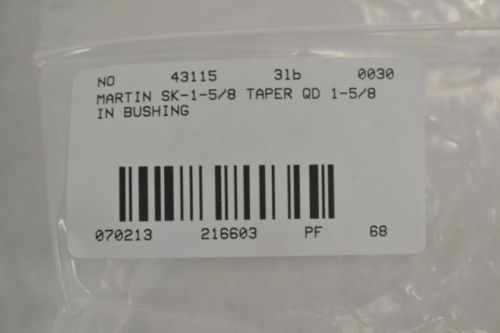 NO 43115 3lb 0030
MARTIN SK-1-5/8 TAPER QD 1-5/8
IN BUSHING
070213 216603 PF 68